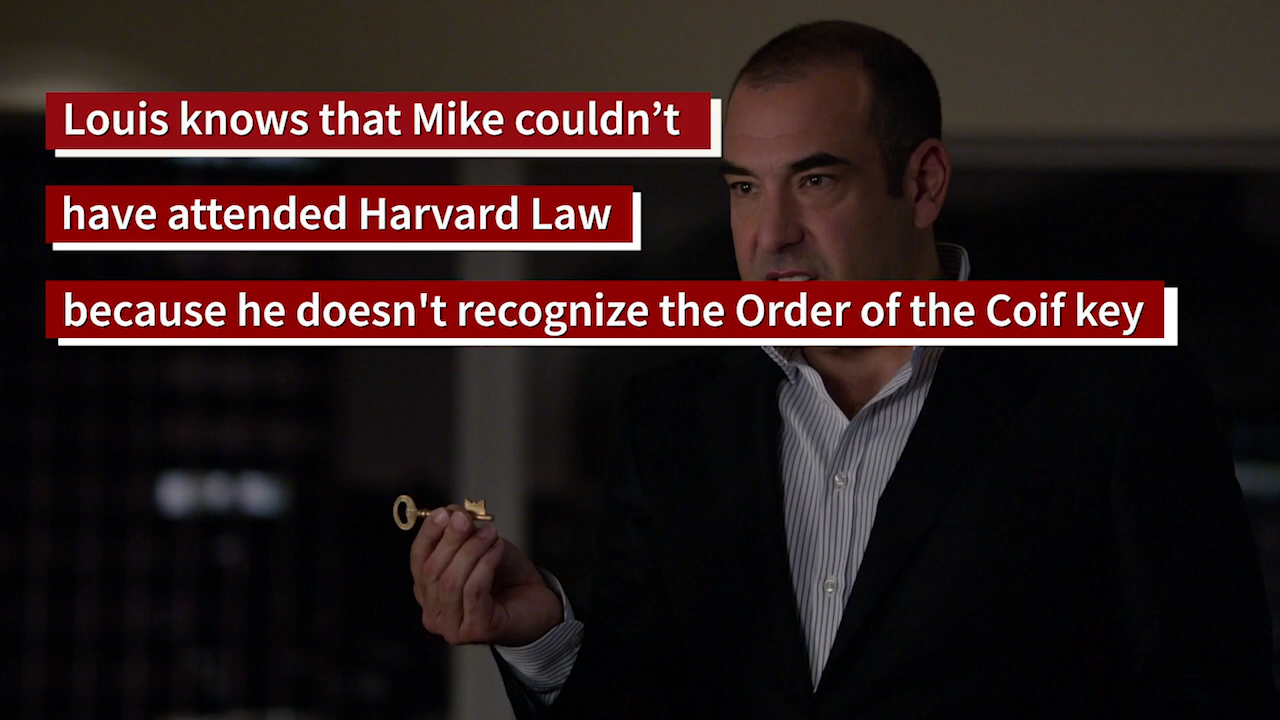 Louis knows that Mike couldn’t
have attended Harvard Law
because he doesn't recognize the Order of the Coif key